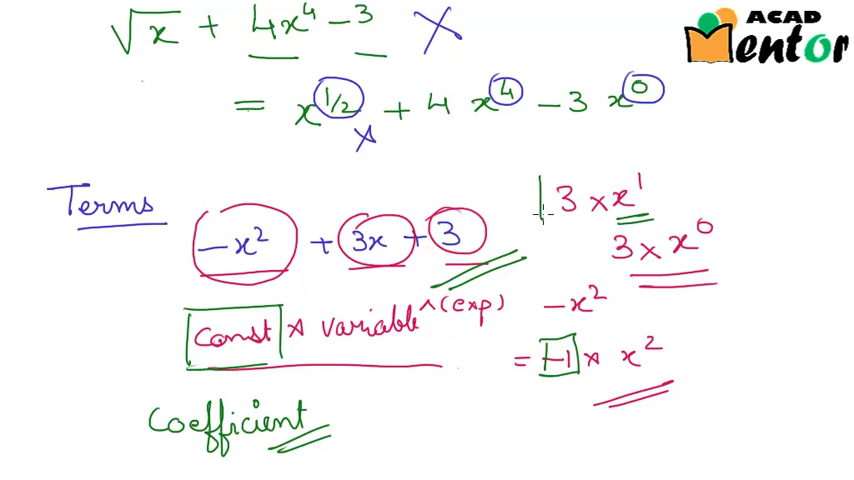 ACAD
Mentor
√x + 4x⁴ - 3 ✗
= x^(1/2) + 4 x⁴ - 3 x⁰
Terms
-x² + 3x + 3
3 × x¹
3 × x⁰
Const × variable^(exp)
-x²
= -1 × x²
Coefficient